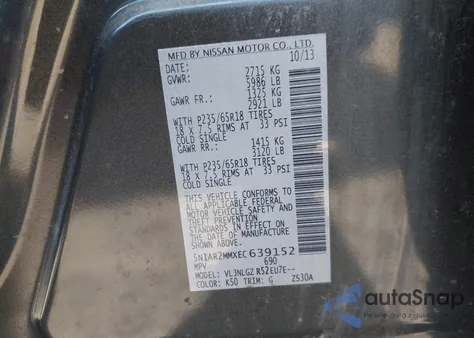 MFD BY NISSAN MOTOR CO., LTD.
DATE: 10/13
GVWR: 2715 KG
5986 LB
GAWR FR.: 1325 KG
2921 LB
WITH P235/65R18 TIRES
18 X 7.5 RIMS AT 33 PSI
COLD SINGLE
GAWR RR.: 1415 KG
3120 LB
WITH P235/65R18 TIRES
18 X 7.5 RIMS AT 33 PSI
COLD SINGLE
THIS VEHICLE CONFORMS TO
ALL APPLICABLE FEDERAL
MOTOR VEHICLE SAFETY AND
THEFT PREVENTION
STANDARDS IN EFFECT ON
THE DATE OF MANUFACTURE
SHOWN ABOVE.
5N1AR2MMXEC639152
MPV 690
MODEL: VLJNLGZ R52EU7E--
COLOR: K50 TRIM: G ZS30A
autoSnap